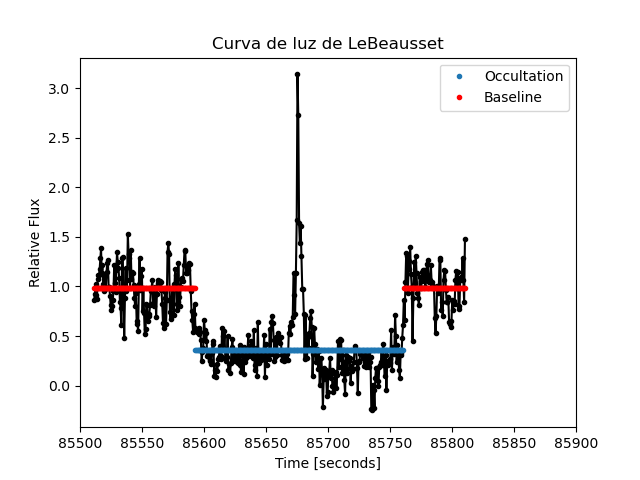 Curva de luz de LeBeausset
Occultation
Baseline
3.0
2.5
2.0
1.5
1.0
0.5
0.0
Relative Flux
85500 85550 85600 85650 85700 85750 85800 85850 85900
Time [seconds]